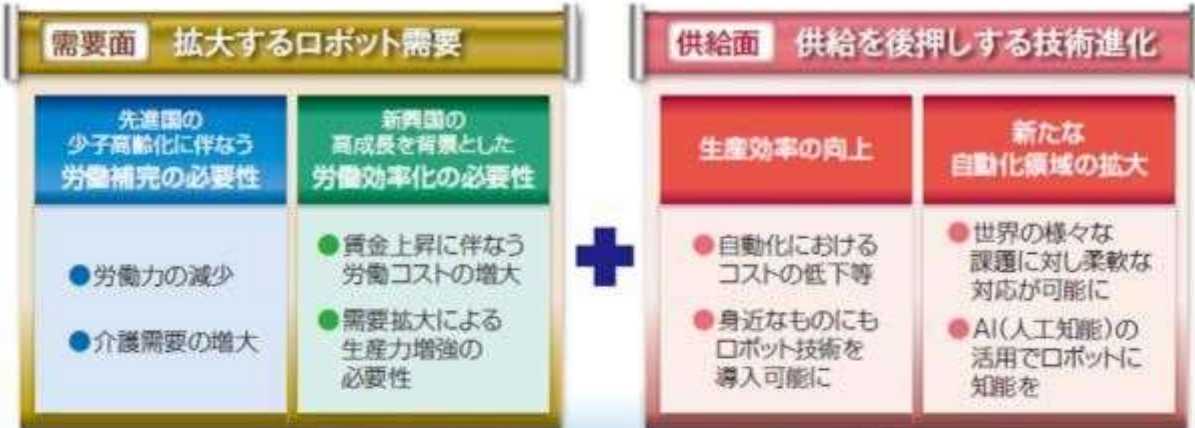 需要面 拡大するロボット需要
先進国の
少子高齢化に伴なう
労働補完の必要性
●労働力の減少
●介護需要の増大
新興国の
高成長を背景とした
労働効率化の必要性
●賃金上昇に伴なう
労働コストの増大
●需要拡大による
生産力増強の
必要性
供給面 供給を後押しする技術進化
生産効率の向上
●自動化における
コストの低下等
●身近なものにも
ロボット技術を
導入可能に
新たな
自動化領域の拡大
●世界の様々な
課題に対し柔軟な
対応が可能に
●AI(人工知能)の
活用でロボットに
知能を